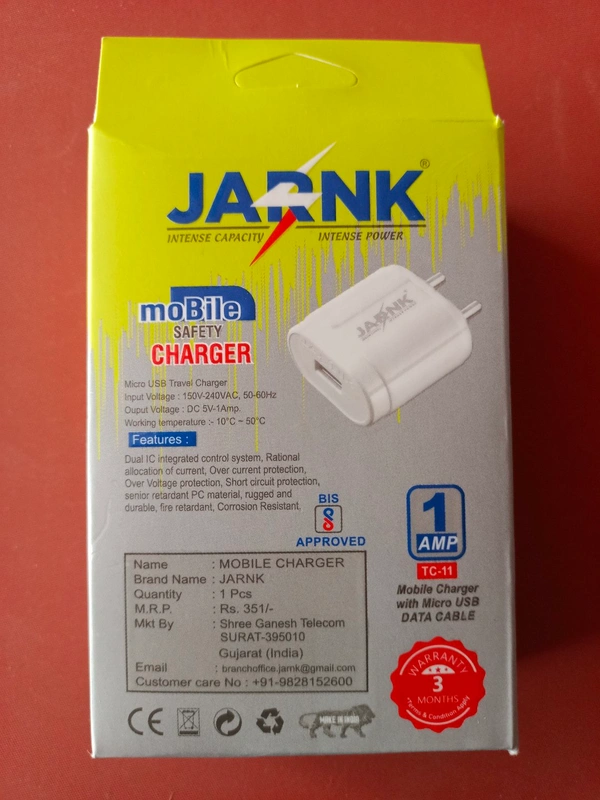 JARNK®
INTENSE CAPACITY INTENSE POWER
JARNK
moBile
SAFETY
CHARGER
Micro USB Travel Charger
Input Voltage : 150V-240VAC, 50-60Hz
Ouput Voltage : DC 5V-1Amp.
Working temperature :- 10°C ~ 50°C
Features :
Dual IC integrated control system, Rational
allocation of current, Over current protection,
Over Voltage protection, Short circuit protection,
senior retardant PC material, rugged and
durable, fire retardant, Corrosion Resistant.
BIS
APPROVED
1
AMP
TC-11
Mobile Charger
with Micro USB
DATA CABLE
Name : MOBILE CHARGER
Brand Name : JARNK
Quantity : 1 Pcs
M.R.P. : Rs. 351/-
Mkt By : Shree Ganesh Telecom
SURAT-395010
Gujarat (India)
Email : branchoffice.jarnk@gmail.com
Customer care No : +91-9828152600
WARRANTY
3
MONTHS
Terms & Condition Apply
CE
MAKE IN INDIA